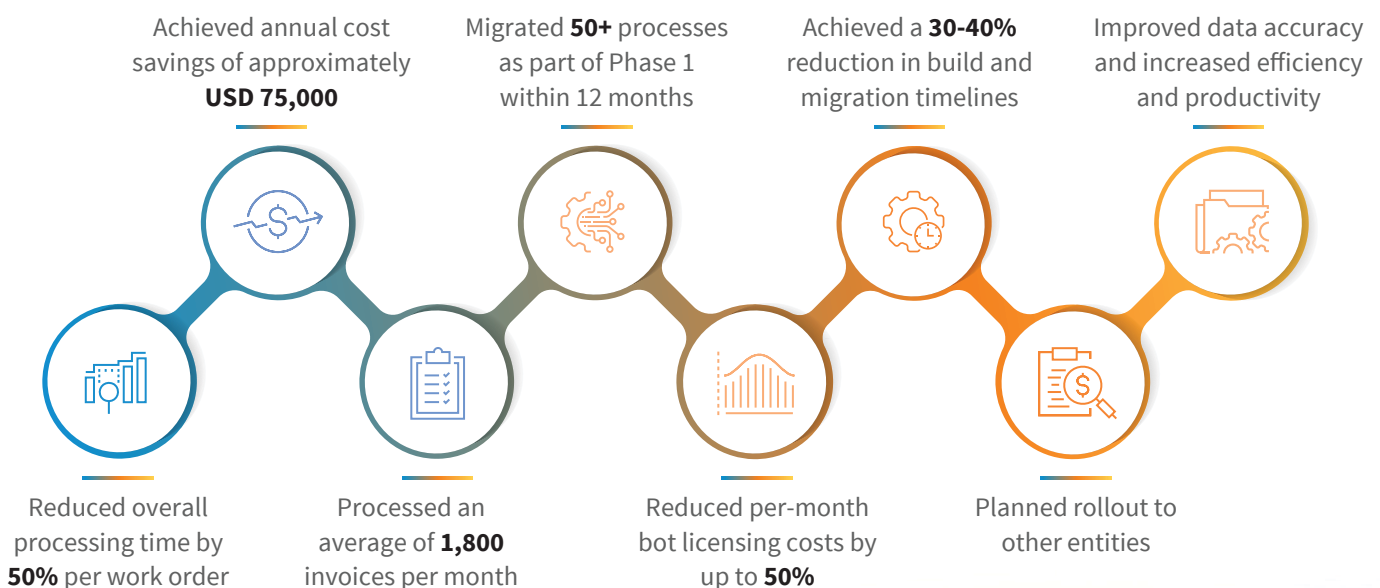 Achieved annual cost
savings of approximately
USD 75,000
Migrated 50+ processes
as part of Phase 1
within 12 months
Achieved a 30-40%
reduction in build and
migration timelines
Improved data accuracy
and increased efficiency
and productivity
$
$
Reduced overall
processing time by
50% per work order
Processed an
average of 1,800
invoices per month
Reduced per-month
bot licensing costs by
up to 50%
Planned rollout to
other entities